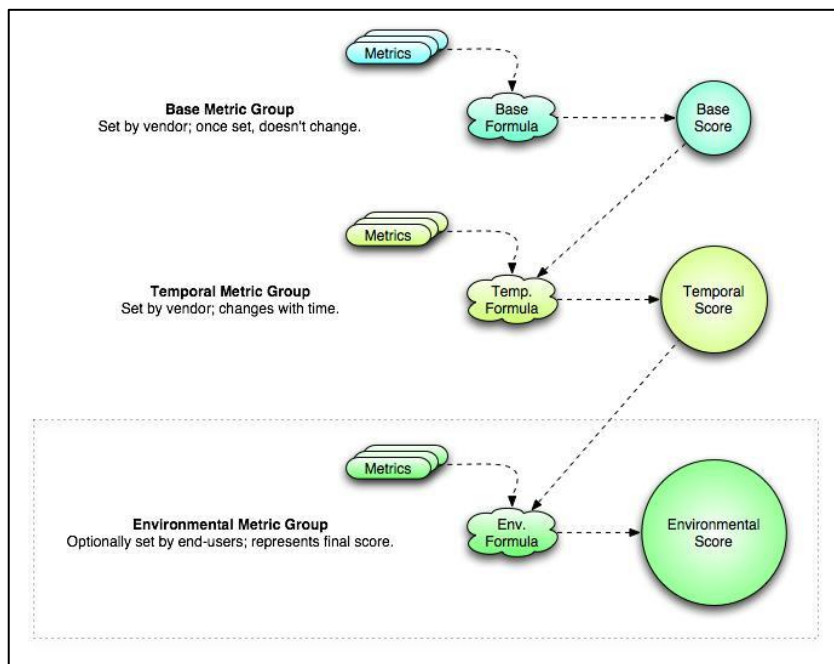 Metrics
Base Metric Group
Set by vendor; once set, doesn't change.
Base
Formula
Base
Score
Metrics
Temporal Metric Group
Set by vendor; changes with time.
Temp.
Formula
Temporal
Score
Metrics
Environmental Metric Group
Optionally set by end-users; represents final score.
Env.
Formula
Environmental
Score